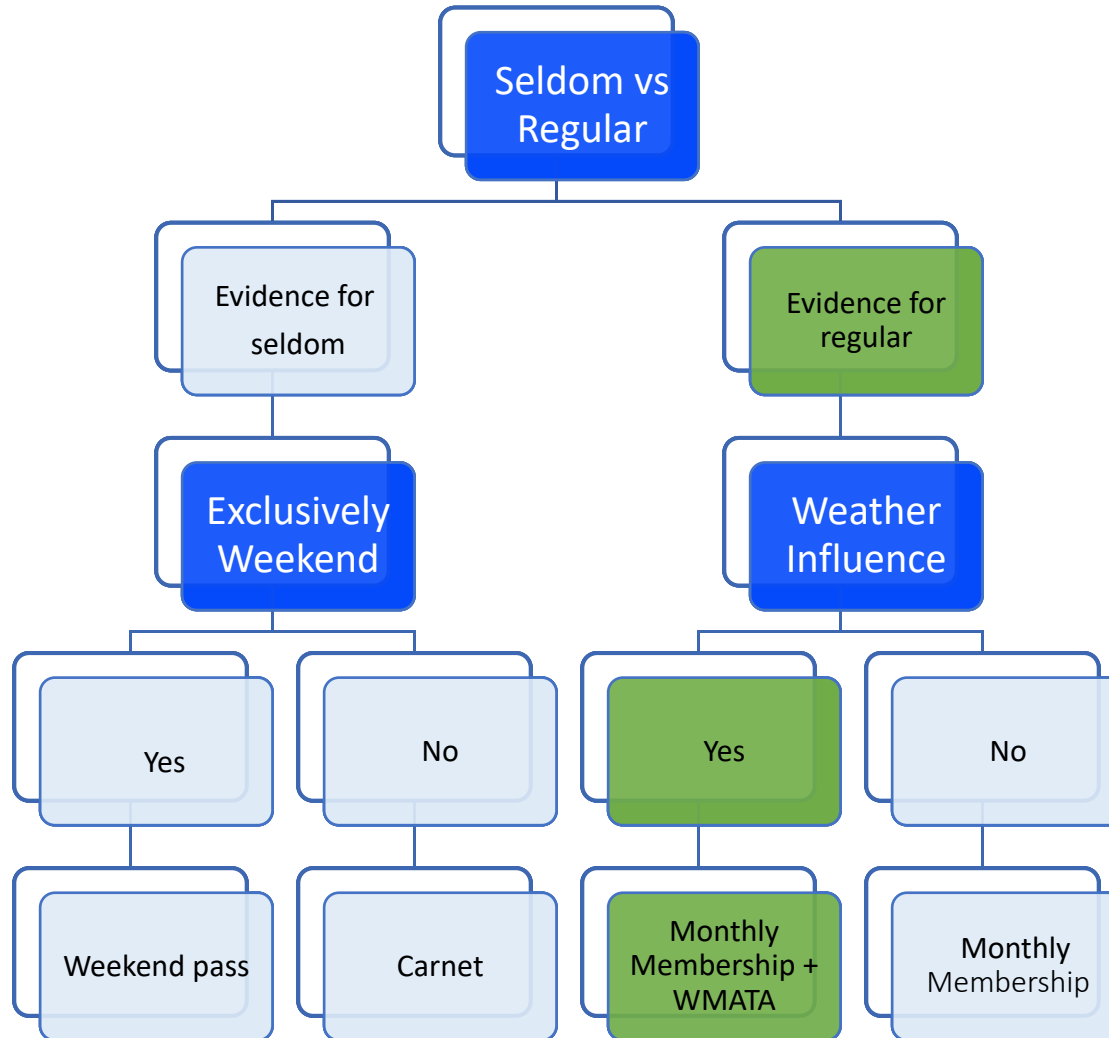 Seldom vs
Regular
Evidence for
seldom
Evidence for
regular
Exclusively
Weekend
Weather
Influence
Yes
No
Yes
No
Weekend pass
Carnet
Monthly
Membership +
WMATA
Monthly
Membership